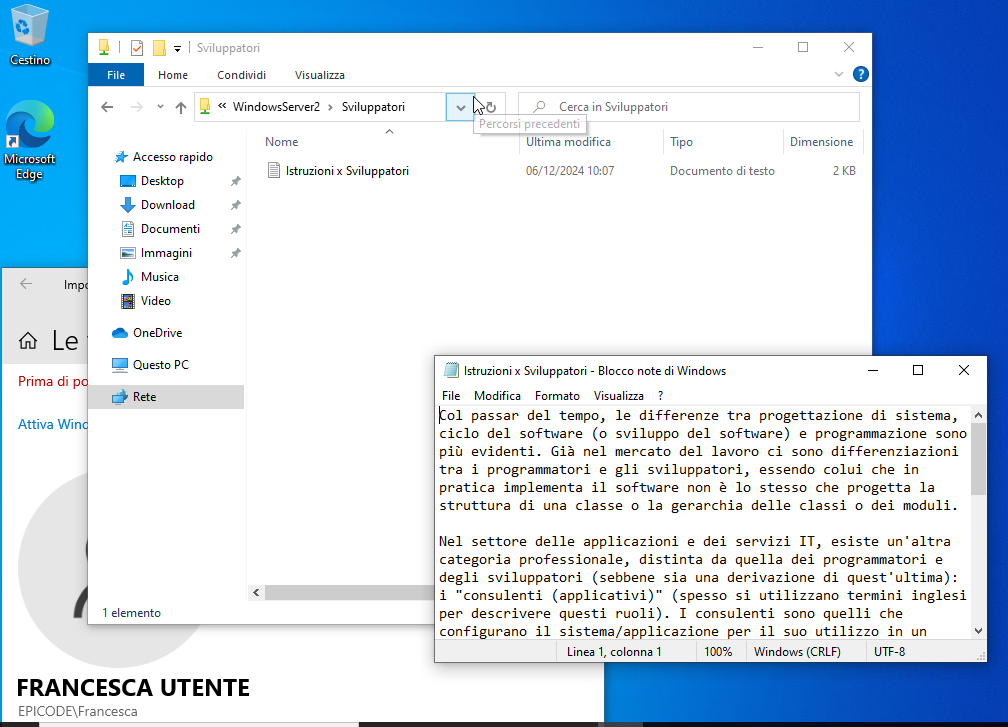 Cestino
Microsoft
Edge
Sviluppatori
File
Home
Condividi
Visualizza
?
« WindowsServer2 › Sviluppatori
Cerca in Sviluppatori
Percorsi precedenti
Nome
Ultima modifica
Tipo
Dimensione
Istruzioni x Sviluppatori
06/12/2024 10:07
Documento di testo
2 KB
Accesso rapido
Desktop
Download
Documenti
Immagini
Musica
Video
OneDrive
Questo PC
Rete
1 elemento
Impo
Le
Prima di po
Attiva Wind
FRANCESCA UTENTE
EPICODE\Francesca
Istruzioni x Sviluppatori - Blocco note di Windows
File Modifica Formato Visualizza ?
Col passar del tempo, le differenze tra progettazione di sistema,
ciclo del software (o sviluppo del software) e programmazione sono
più evidenti. Già nel mercato del lavoro ci sono differenziazioni
tra i programmatori e gli sviluppatori, essendo colui che in
pratica implementa il software non è lo stesso che progetta la
struttura di una classe o la gerarchia delle classi o dei moduli.
Nel settore delle applicazioni e dei servizi IT, esiste un'altra
categoria professionale, distinta da quella dei programmatori e
degli sviluppatori (sebbene sia una derivazione di quest'ultima):
i "consulenti (applicativi)" (spesso si utilizzano termini inglesi
per descrivere questi ruoli). I consulenti sono quelli che
configurano il sistema/applicazione per il suo utilizzo in un
Linea 1, colonna 1
100%
Windows (CRLF)
UTF-8